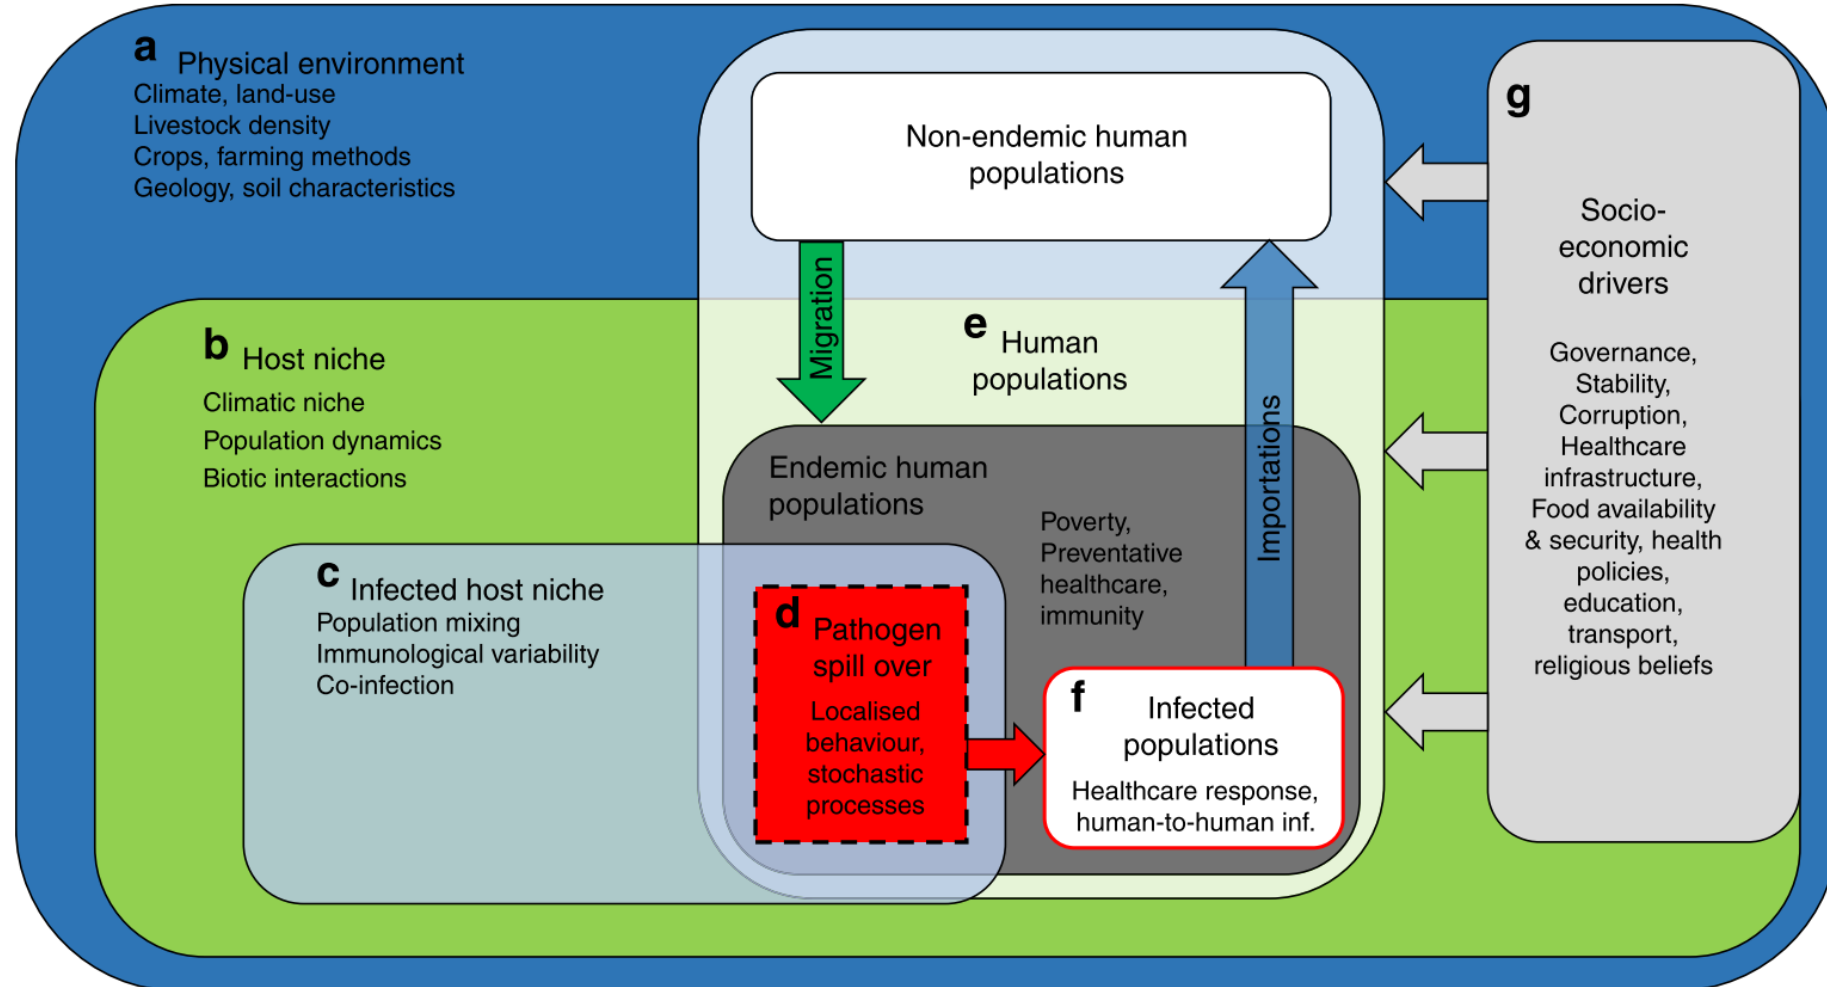 a Physical environment
Climate, land-use
Livestock density
Crops, farming methods
Geology, soil characteristics
b Host niche
Climatic niche
Population dynamics
Biotic interactions
c Infected host niche
Population mixing
Immunological variability
Co-infection
d Pathogen
spill over
Localised
behaviour,
stochastic
processes
e Human
populations
Non-endemic human
populations
Migration
Importations
Endemic human
populations
Poverty,
Preventative
healthcare,
immunity
f Infected
populations
Healthcare response,
human-to-human inf.
g
Socio-
economic
drivers
Governance,
Stability,
Corruption,
Healthcare
infrastructure,
Food availability
& security, health
policies,
education,
transport,
religious beliefs